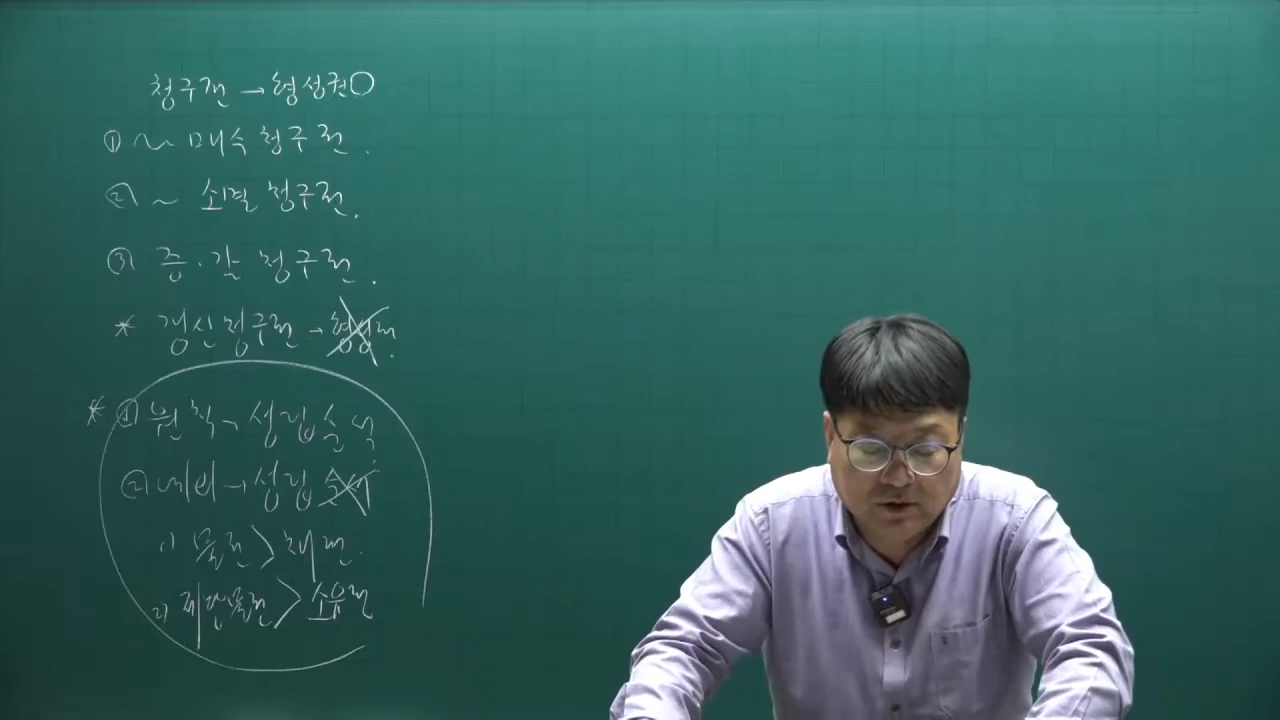 청구권 → 형성권○
① ~ 매수청구권.
② ~ 소멸청구권.
③ 증·감청구권.
* 갱신청구권 → 형성권.
* ① 원칙 → 성립순서
② 예외 → 성립순서
1) 물권 > 채권.
2) 제한물권 > 소유권